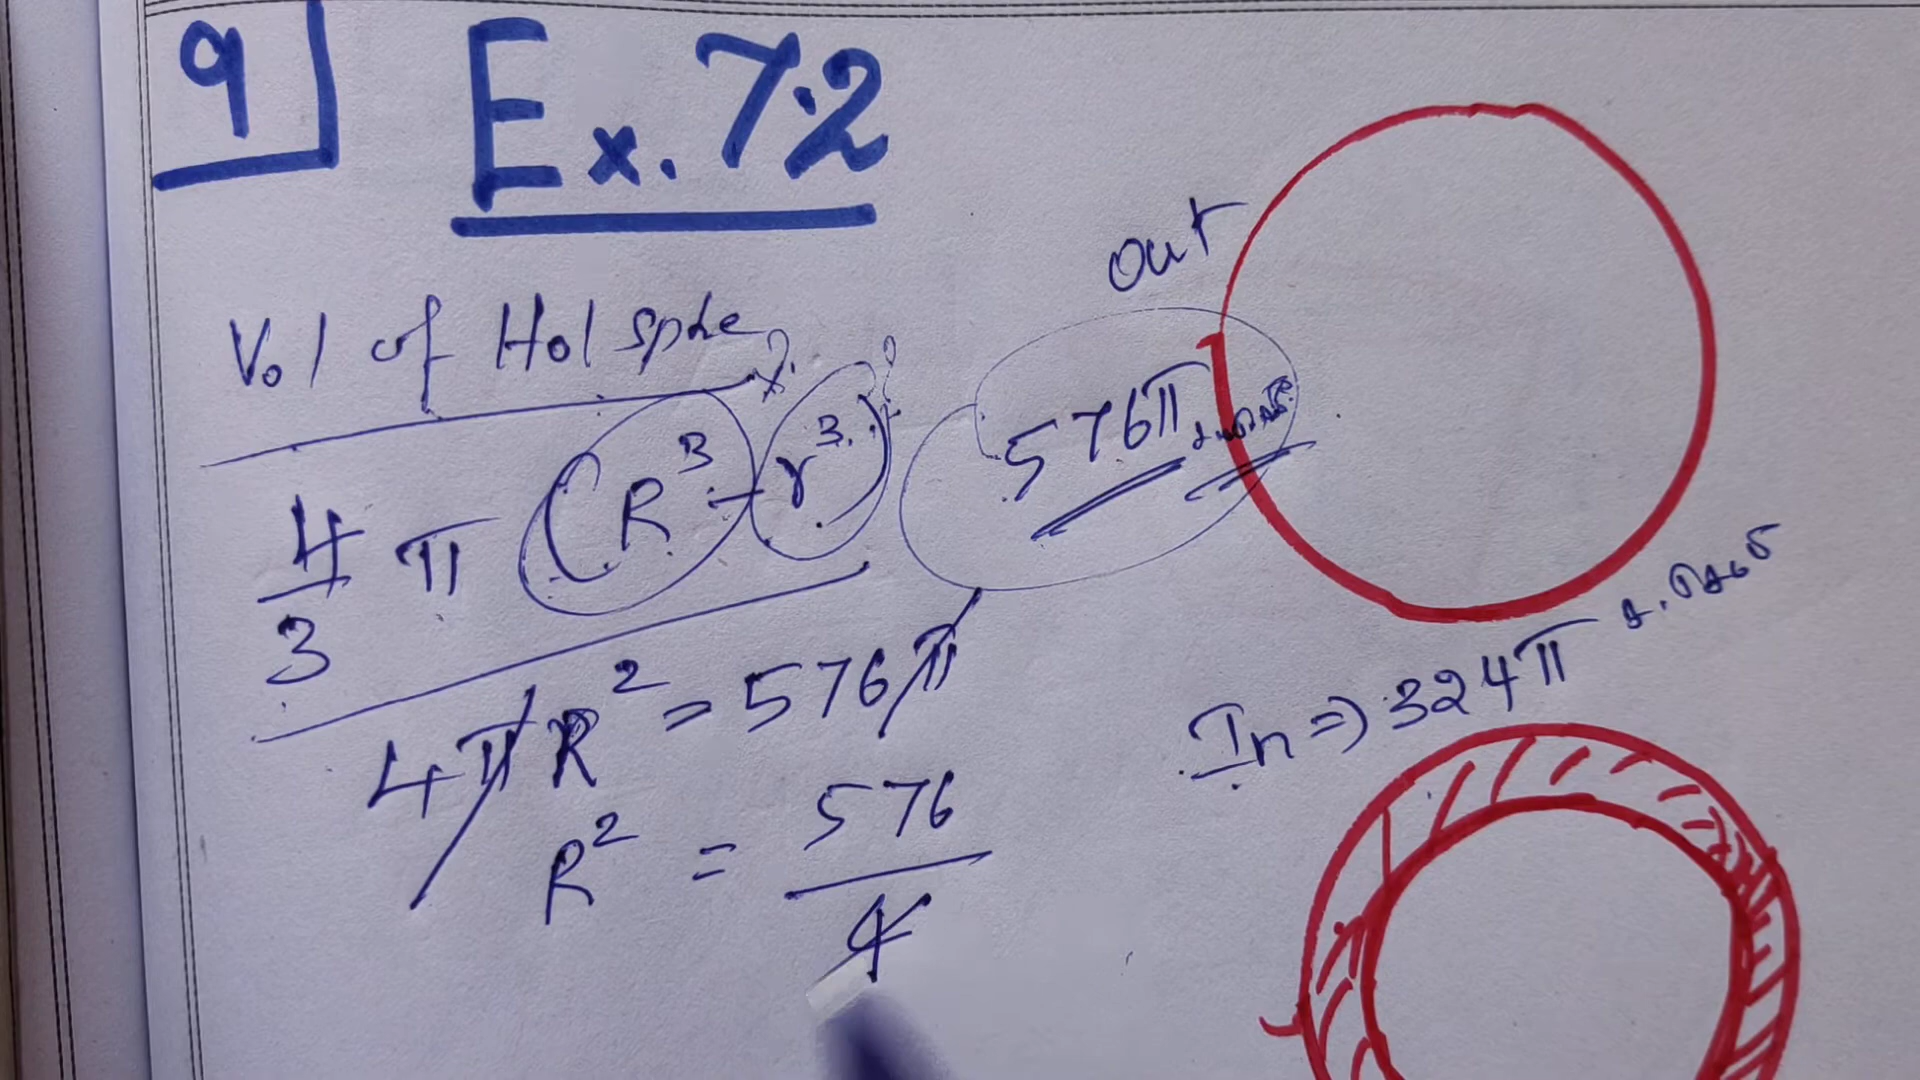 9 Ex. 7.2
Vol of Hol
4/3 π (R³ - r³)
out
576π ச.செ.மீ
4πR² = 576π
R² = 576/4
In ⇒ 324π